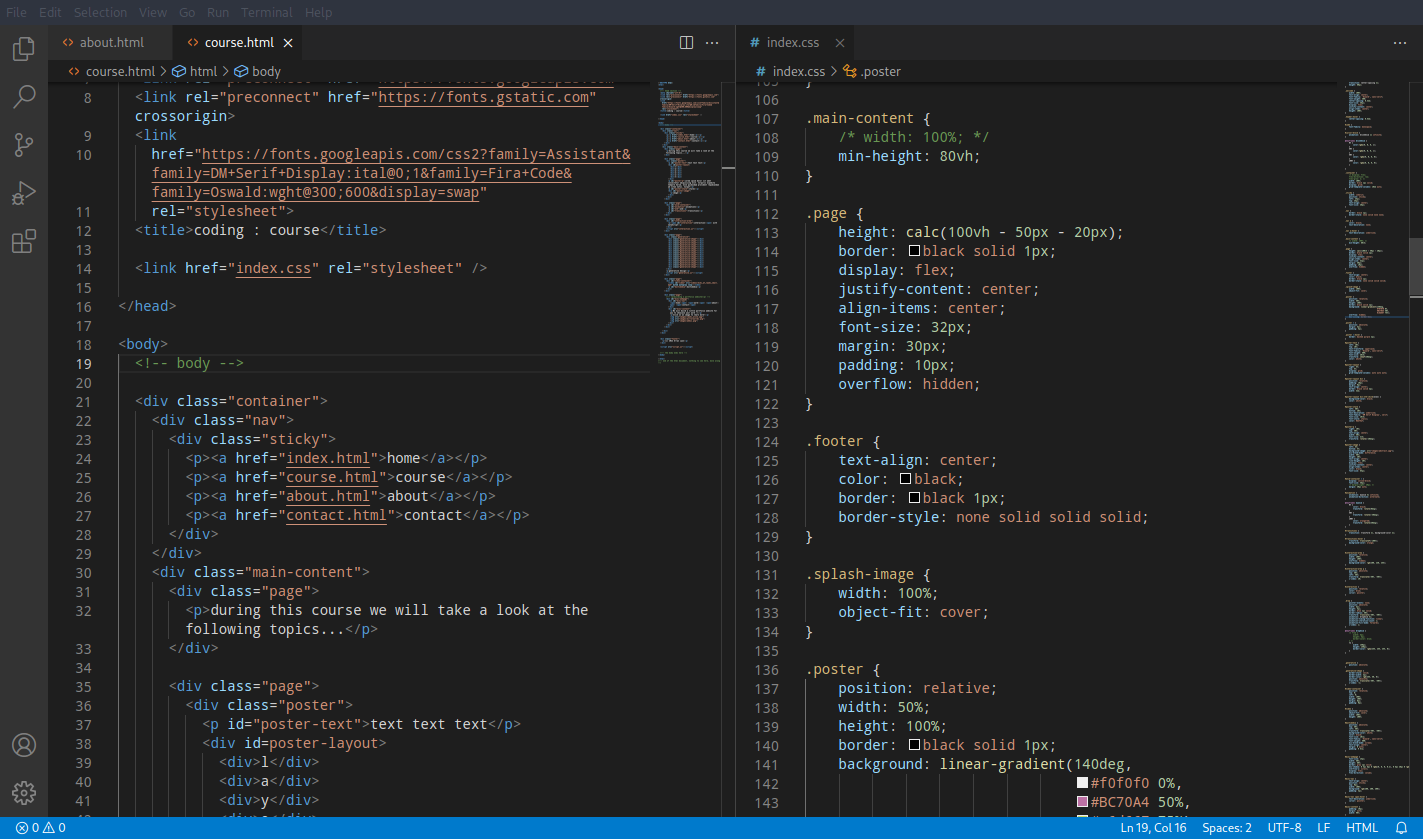 File Edit Selection View Go Run Terminal Help
about.html
course.html
index.css
course.html > html > body
8 <link rel="preconnect" href="https://fonts.gstatic.com"
crossorigin>
9 <link
10 href="https://fonts.googleapis.com/css2?family=Assistant&
family=DM+Serif+Display:ital@0;1&family=Fira+Code&
family=Oswald:wght@300;600&display=swap"
11 rel="stylesheet">
12 <title>coding : course</title>
13
14 <link href="index.css" rel="stylesheet" />
15
16 </head>
17
18 <body>
19 <!-- body -->
20
21 <div class="container">
22 <div class="nav">
23 <div class="sticky">
24 <p><a href="index.html">home</a></p>
25 <p><a href="course.html">course</a></p>
26 <p><a href="about.html">about</a></p>
27 <p><a href="contact.html">contact</a></p>
28 </div>
29 </div>
30 <div class="main-content">
31 <div class="page">
32 <p>during this course we will take a look at the
following topics...</p>
33 </div>
34
35 <div class="page">
36 <div class="poster">
37 <p id="poster-text">text text text</p>
38 <div id=poster-layout>
39 <div>l</div>
40 <div>a</div>
41 <div>y</div>
index.css > .poster
106
107 .main-content {
108 /* width: 100%; */
109 min-height: 80vh;
110 }
111
112 .page {
113 height: calc(100vh - 50px - 20px);
114 border: black solid 1px;
115 display: flex;
116 justify-content: center;
117 align-items: center;
118 font-size: 32px;
119 margin: 30px;
120 padding: 10px;
121 overflow: hidden;
122 }
123
124 .footer {
125 text-align: center;
126 color: black;
127 border: black 1px;
128 border-style: none solid solid solid;
129 }
130
131 .splash-image {
132 width: 100%;
133 object-fit: cover;
134 }
135
136 .poster {
137 position: relative;
138 width: 50%;
139 height: 100%;
140 border: black solid 1px;
141 background: linear-gradient(140deg,
142 #f0f0f0 0%,
143 #BC70A4 50%,
0 0
Ln 19, Col 16 Spaces: 2 UTF-8 LF HTML